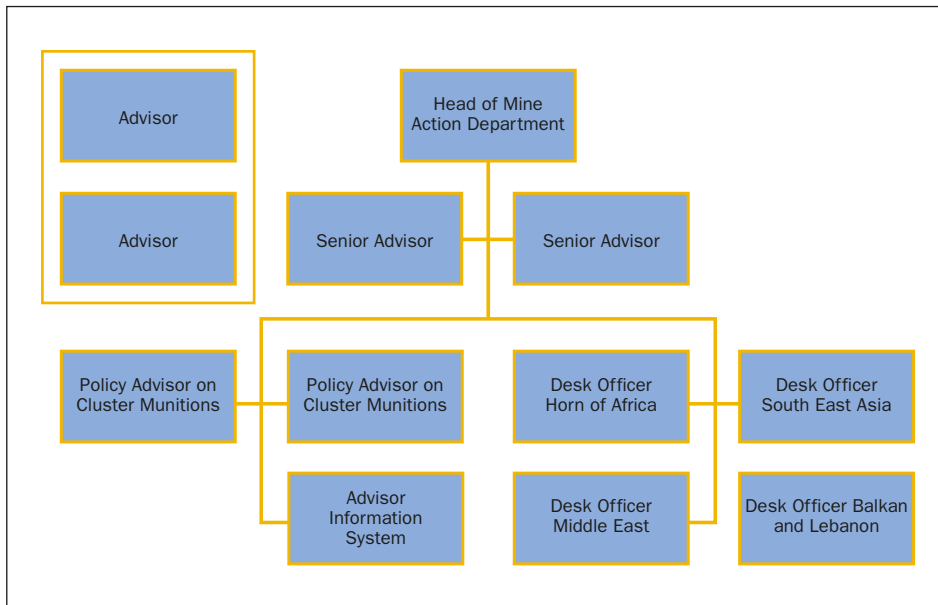 Advisor
Head of Mine
Action Department
Advisor
Senior Advisor
Senior Advisor
Policy Advisor on
Cluster Munitions
Policy Advisor on
Cluster Munitions
Desk Officer
Horn of Africa
Desk Officer
South East Asia
Advisor
Information
System
Desk Officer
Middle East
Desk Officer Balkan
and Lebanon